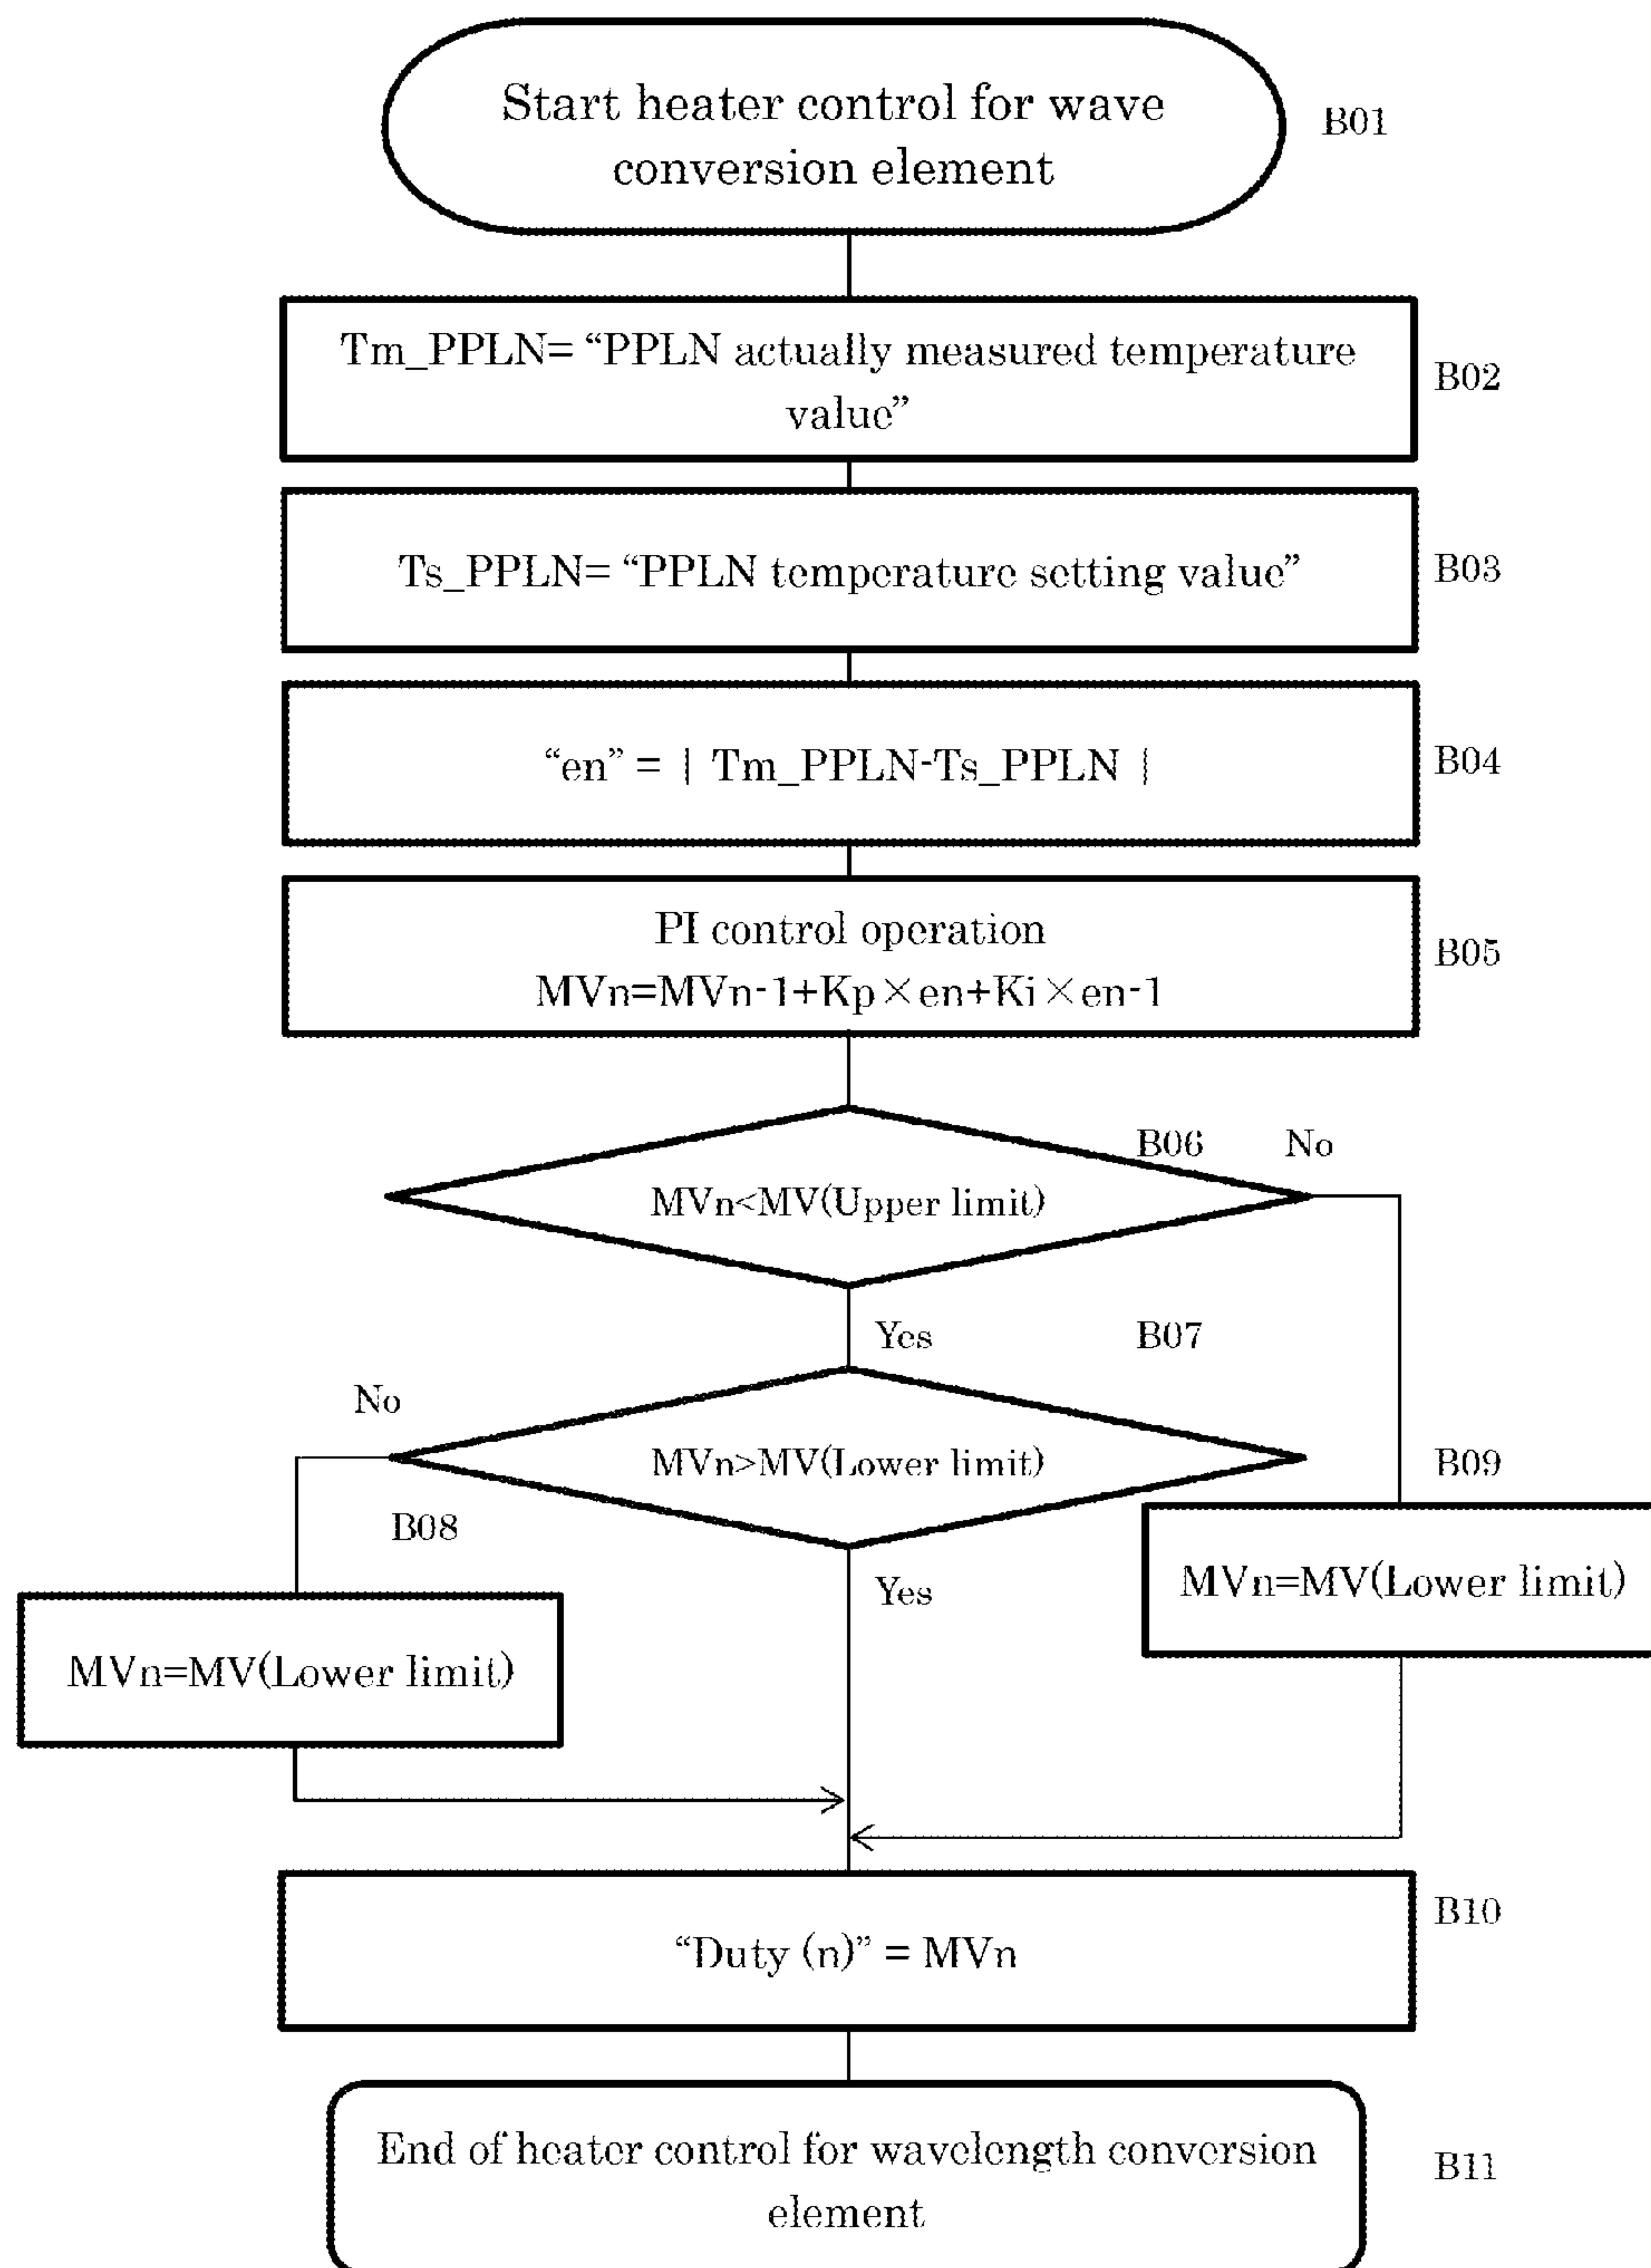 Start heater control for wave
conversion element
B01
Tm_PPLN= “PPLN actually measured temperature
value”
B02
Ts_PPLN= “PPLN temperature setting value”
B03
“en” = | Tm_PPLN-Ts_PPLN |
B04
PI control operation
MVn=MVn-1+Kp×en+Ki×en-1
B05
B06
No
MVn<MV(Upper limit)
Yes
B07
No
MVn>MV(Lower limit)
B09
B08
MVn=MV(Lower limit)
Yes
MVn=MV(Lower limit)
B10
“Duty (n)” = MVn
End of heater control for wavelength conversion
element
B11